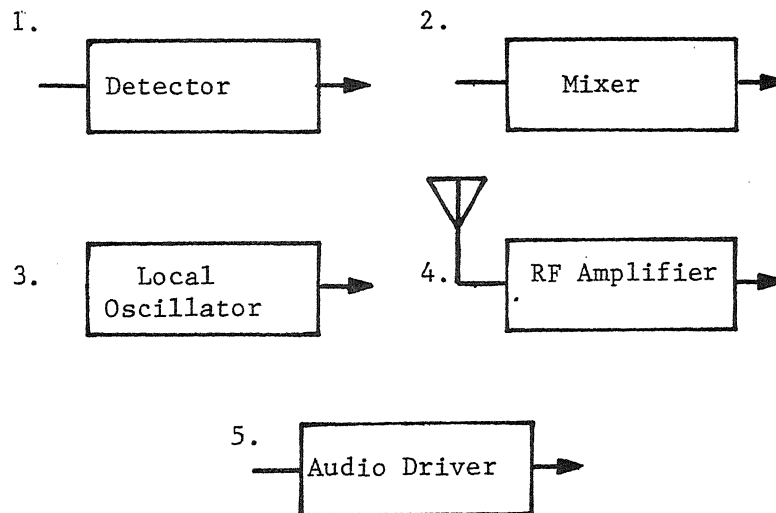 1.
Detector
2.
Mixer
3.
Local
Oscillator
4.
RF Amplifier
5.
Audio Driver